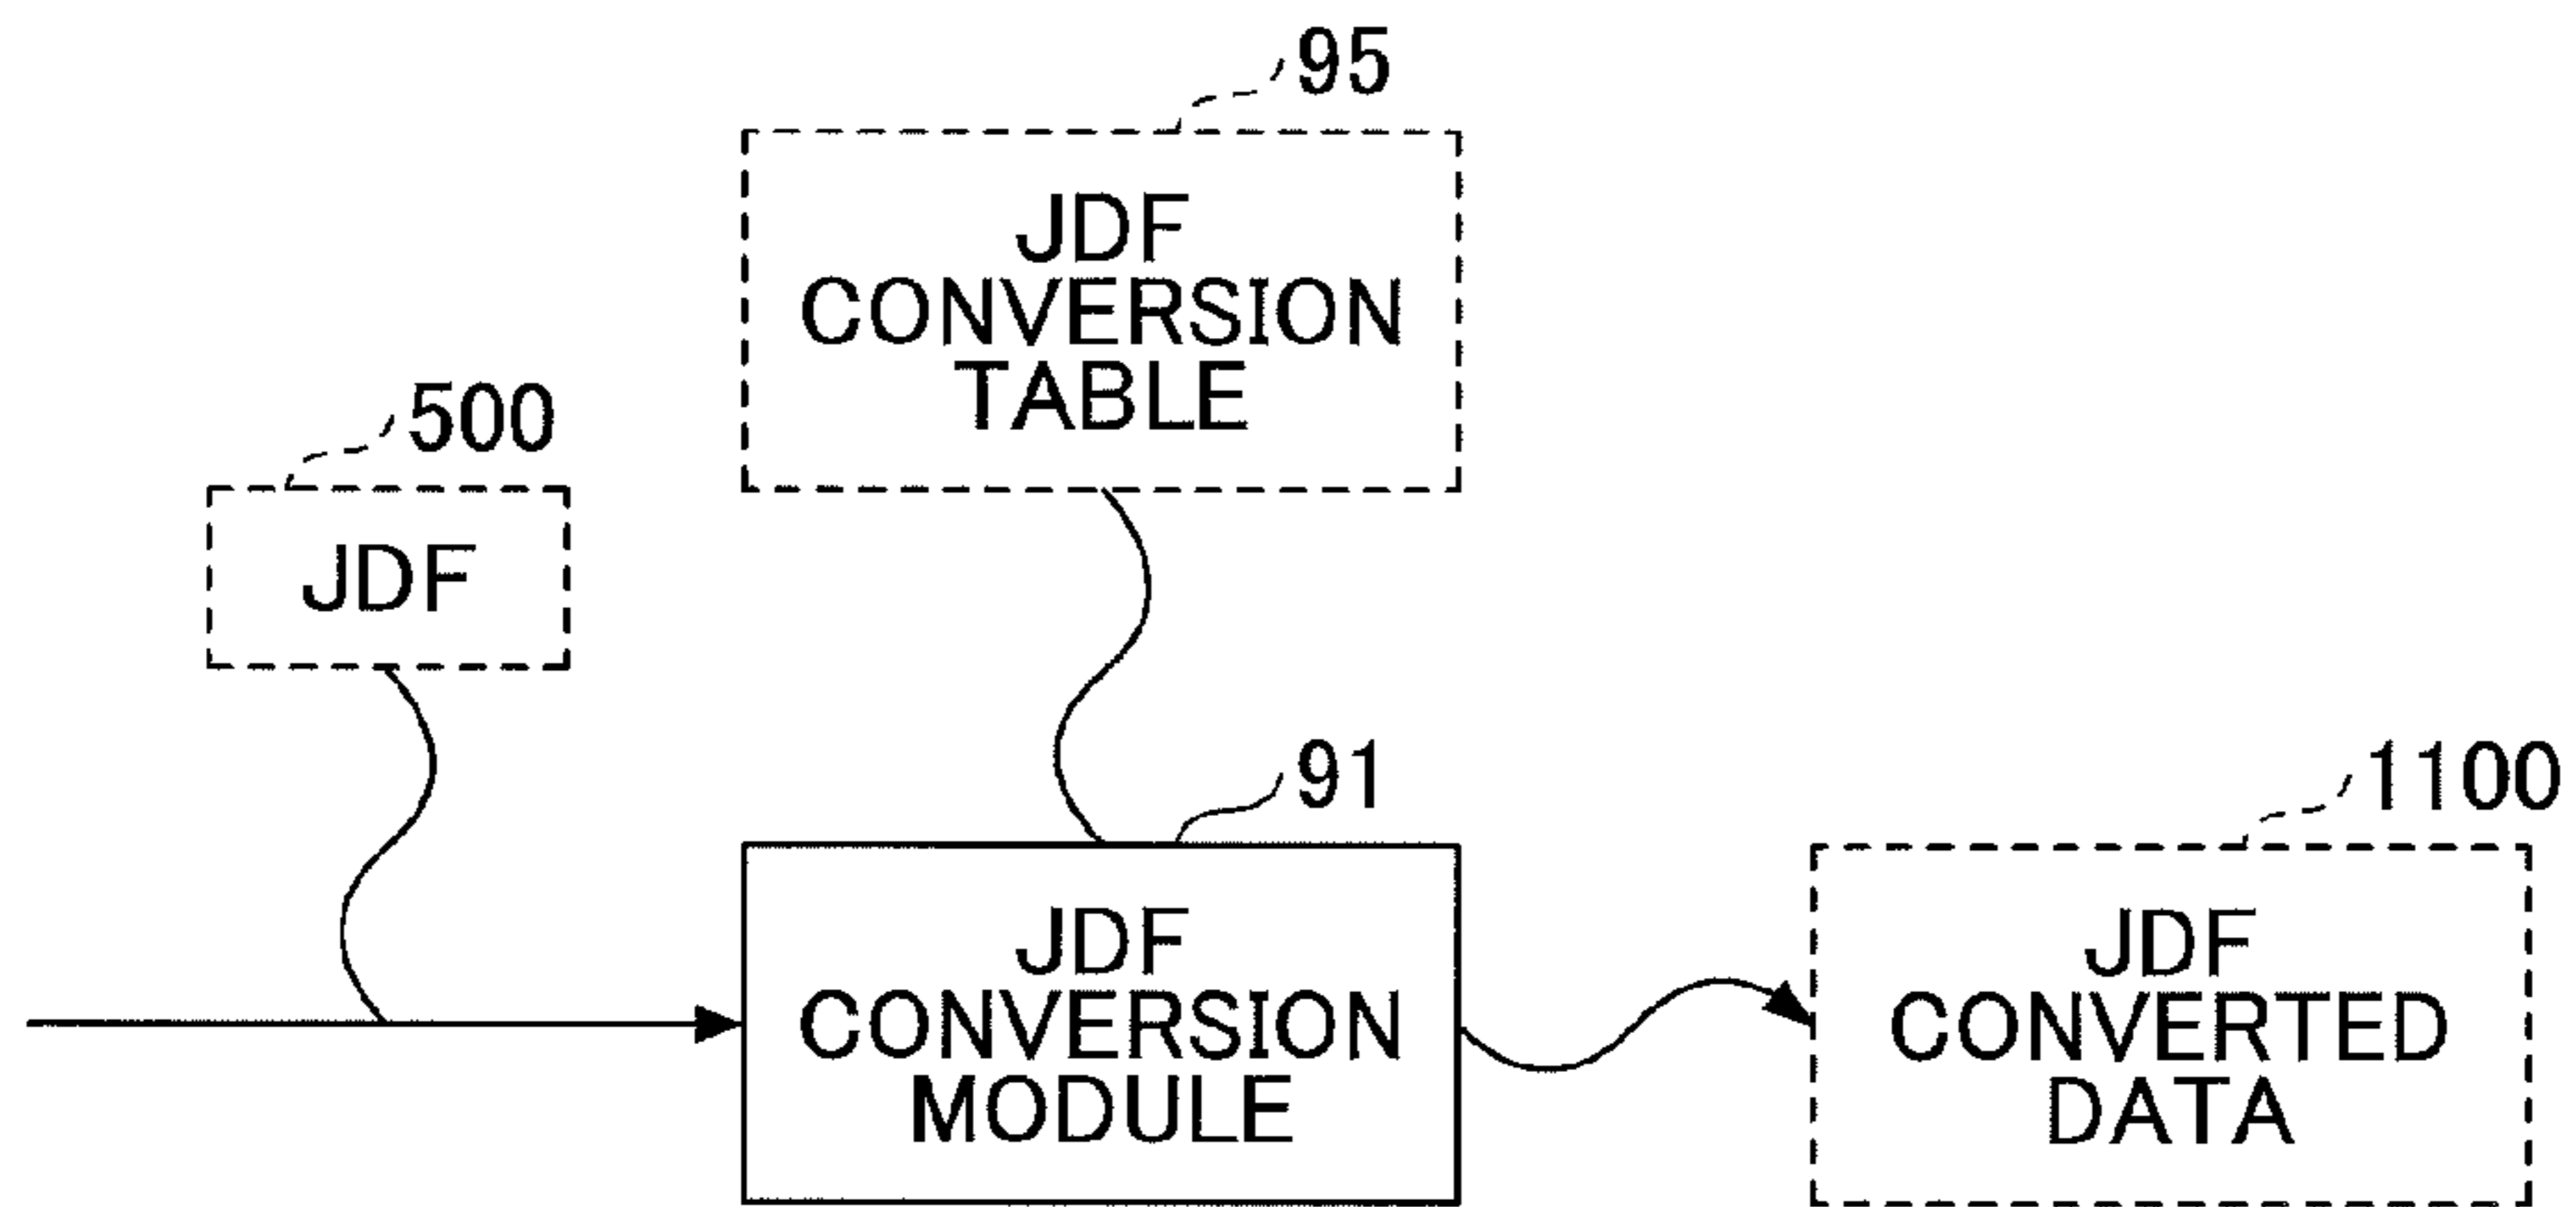 95
JDF
CONVERSION
TABLE
500
JDF
91
JDF
CONVERSION
MODULE
1100
JDF
CONVERTED
DATA